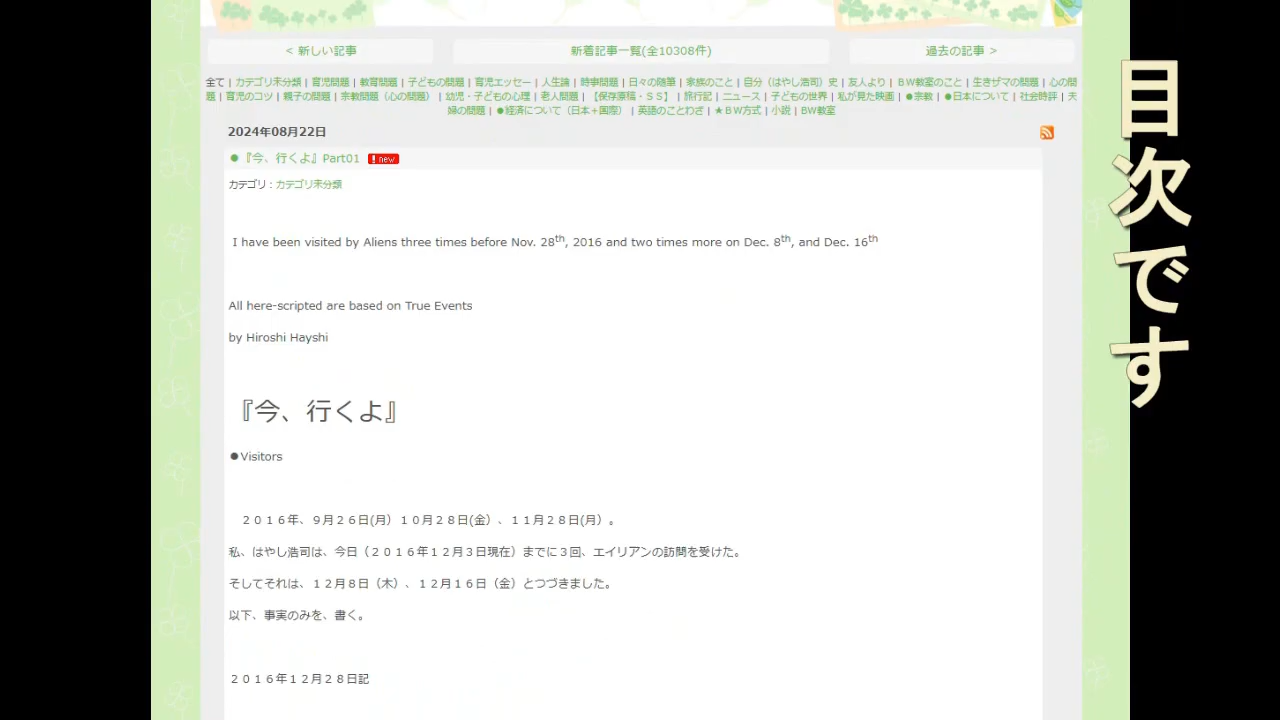 < 新しい記事
新着記事一覧(全10308件)
過去の記事 >
全て | カテゴリ未分類 | 育児問題 | 教育問題 | 子どもの問題 | 育児エッセー | 人生論 | 時事問題 | 日々の随筆 | 家族のこと | 自分（はやし浩司）史 | 友人より | ＢＷ教室のこと | 生きザマの問題 | 心の問
題 | 育児のコツ | 親子の問題 | 宗教問題（心の問題） | 幼児・子どもの心理 | 老人問題 | 【保存原稿・ＳＳ】 | 旅行記 | ニュース | 子どもの世界 | 私が見た映画 | ●宗教 | ●日本について | 社会時評 | 夫
婦の問題 | ●経済について（日本＋国際） | 英語のことわざ | ★ＢＷ方式 | 小説 | BW教室
2024年08月22日
●『今、行くよ』Part01 new
カテゴリ：カテゴリ未分類
I have been visited by Aliens three times before Nov. 28th, 2016 and two times more on Dec. 8th, and Dec. 16th
All here-scripted are based on True Events
by Hiroshi Hayshi
『今、行くよ』
●Visitors
２０１６年、９月２６日(月）１０月２８日(金）、１１月２８日(月）。
私、はやし浩司は、今日（２０１６年１２月３日現在）までに３回、エイリアンの訪問を受けた。
そしてそれは、１２月８日（木）、１２月１６日（金）とつづきました。
以下、事実のみを、書く。
２０１６年１２月２８日記
目次です